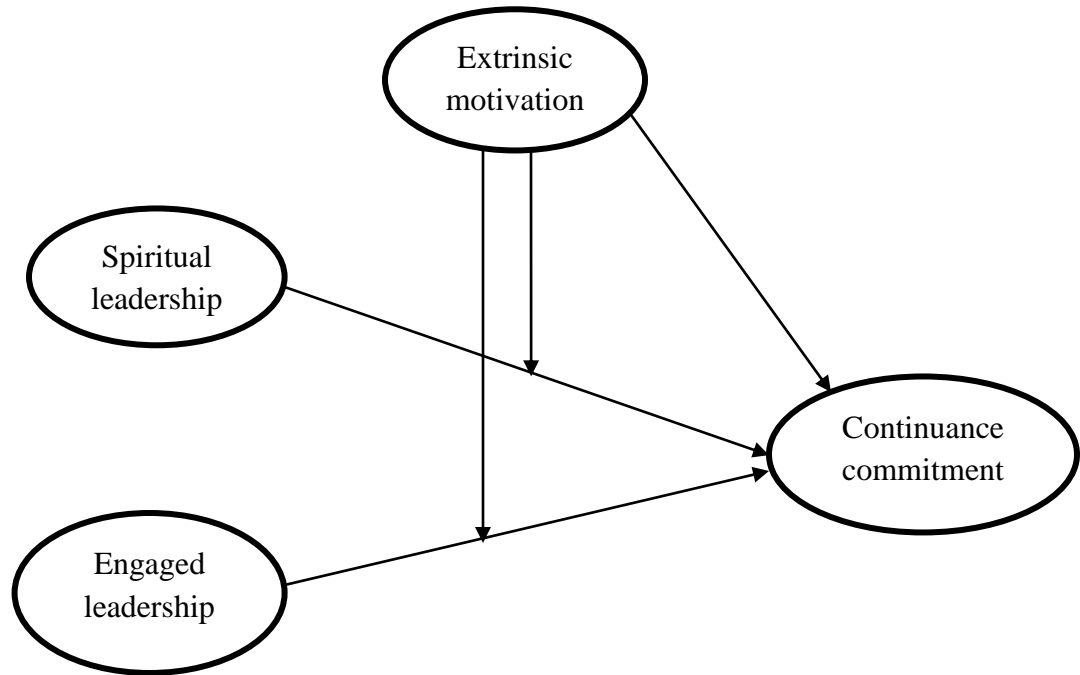 Extrinsic
motivation
Spiritual
leadership
Continuance
commitment
Engaged
leadership